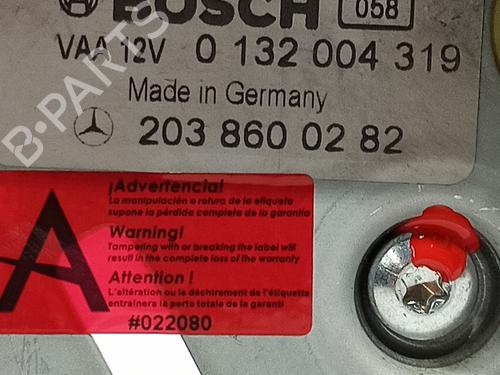 BOSCH 058
VAA 12V 0 132 004 319
Made in Germany
203 860 02 82
B-PARTS
¡Advertencia!
La manipulación o rotura de la etiqueta
supone la pérdida completa de la garantía
Warning!
Tampering with or breaking the label will
result in the complete loss of the warranty
Attention !
L'altération ou le déchirement de l'étiquette
entraînera la perte totale de la garanti
#022080
A